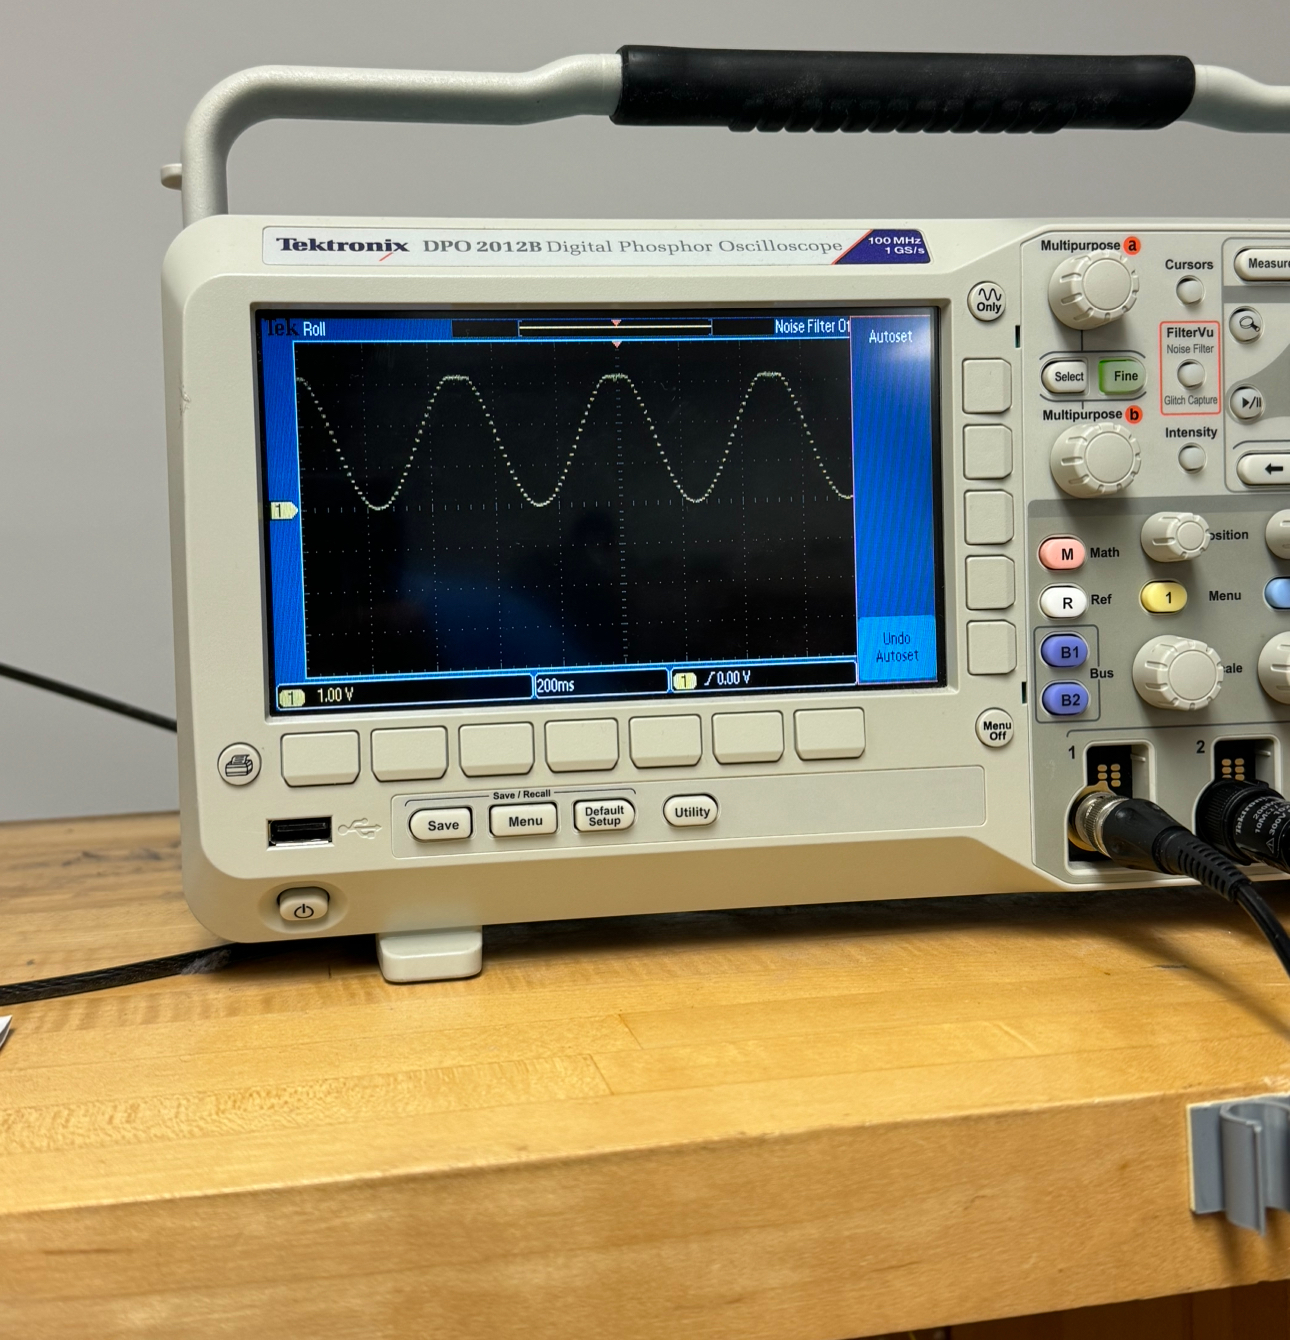 Tektronix DPO 2012B Digital Phosphor Oscilloscope 100 MHz
1 GS/s
Tek Roll
Noise Filter
Autoset
Undo
Autoset
1 1.00 V
200ms
1 0.00 V
1
Only
Menu
Off
Multipurpose a
Select
Fine
Multipurpose b
Cursors
FilterVu
Noise Filter
Glitch Capture
Intensity
Measure
M Math
R Ref
B1
B2
Bus
1 Menu
1
2
Save / Recall
Save
Menu
Default
Setup
Utility